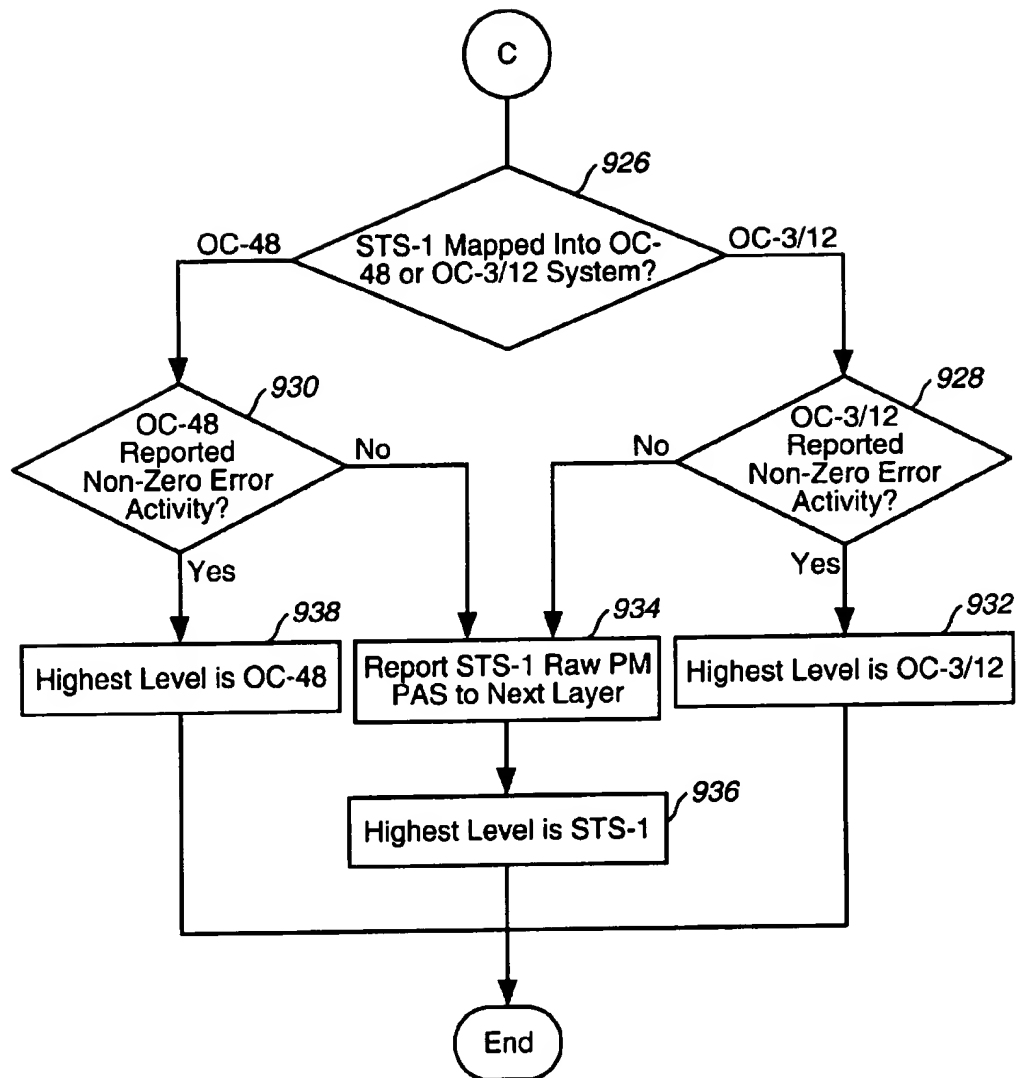 C
926
STS-1 Mapped Into OC-
48 or OC-3/12 System?
OC-48
OC-3/12
930
OC-48
Reported
Non-Zero Error
Activity?
No
Yes
928
OC-3/12
Reported
Non-Zero Error
Activity?
No
Yes
938
Highest Level is OC-48
934
Report STS-1 Raw PM
PAS to Next Layer
932
Highest Level is OC-3/12
936
Highest Level is STS-1
End